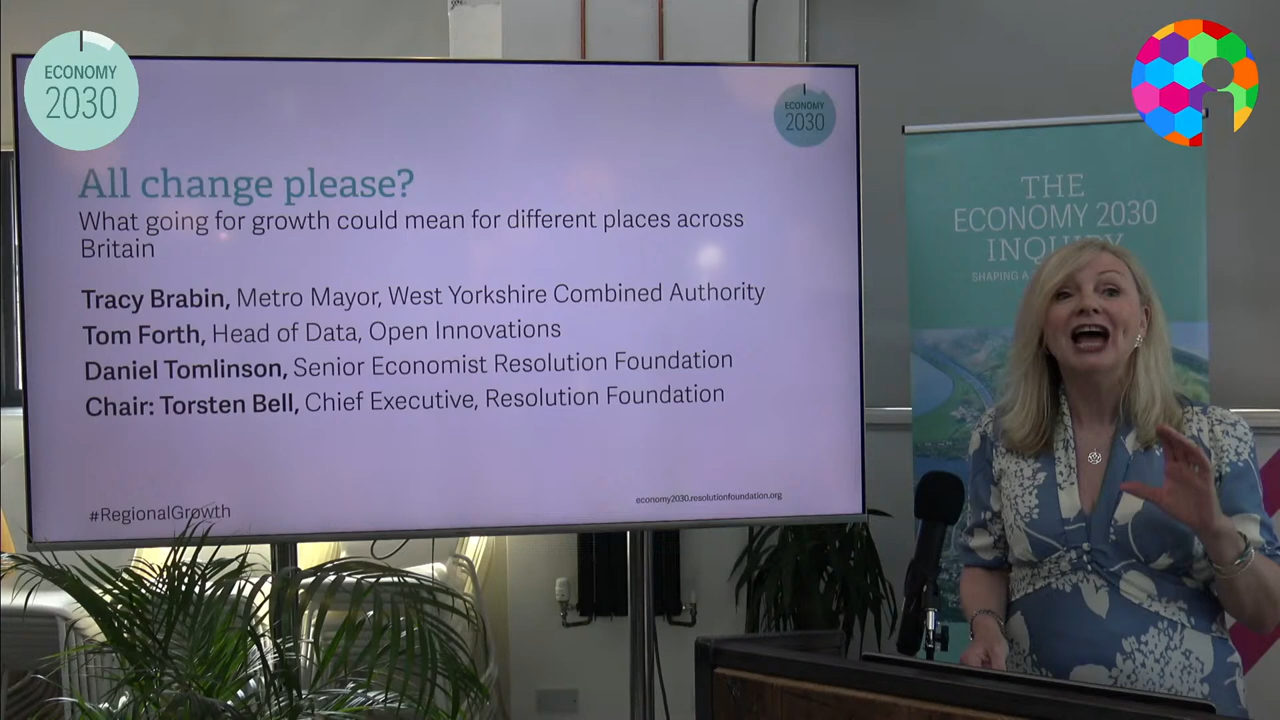 ECONOMY
2030
ECONOMY
2030
All change please?
What going for growth could mean for different places across
Britain
Tracy Brabin, Metro Mayor, West Yorkshire Combined Authority
Tom Forth, Head of Data, Open Innovations
Daniel Tomlinson, Senior Economist Resolution Foundation
Chair: Torsten Bell, Chief Executive, Resolution Foundation
#RegionalGrowth
economy2030.resolutionfoundation.org
THE
ECONOMY 2030
INQUIRY
SHAPING A